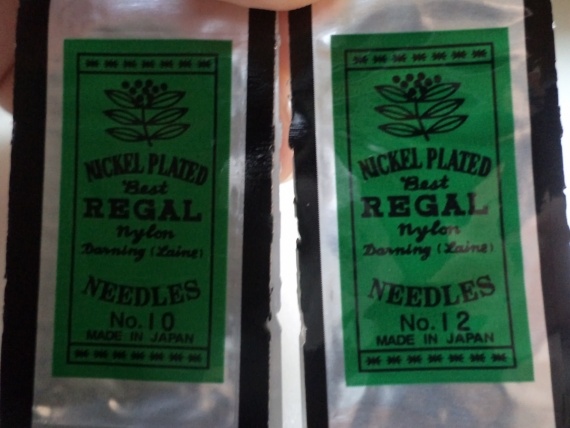 NICKEL PLATED
Best
REGAL
Nylon
Darning (Laine)
NEEDLES
No.10
MADE IN JAPAN
NICKEL PLATED
Best
REGAL
Nylon
Darning (Laine)
NEEDLES
No.12
MADE IN JAPAN